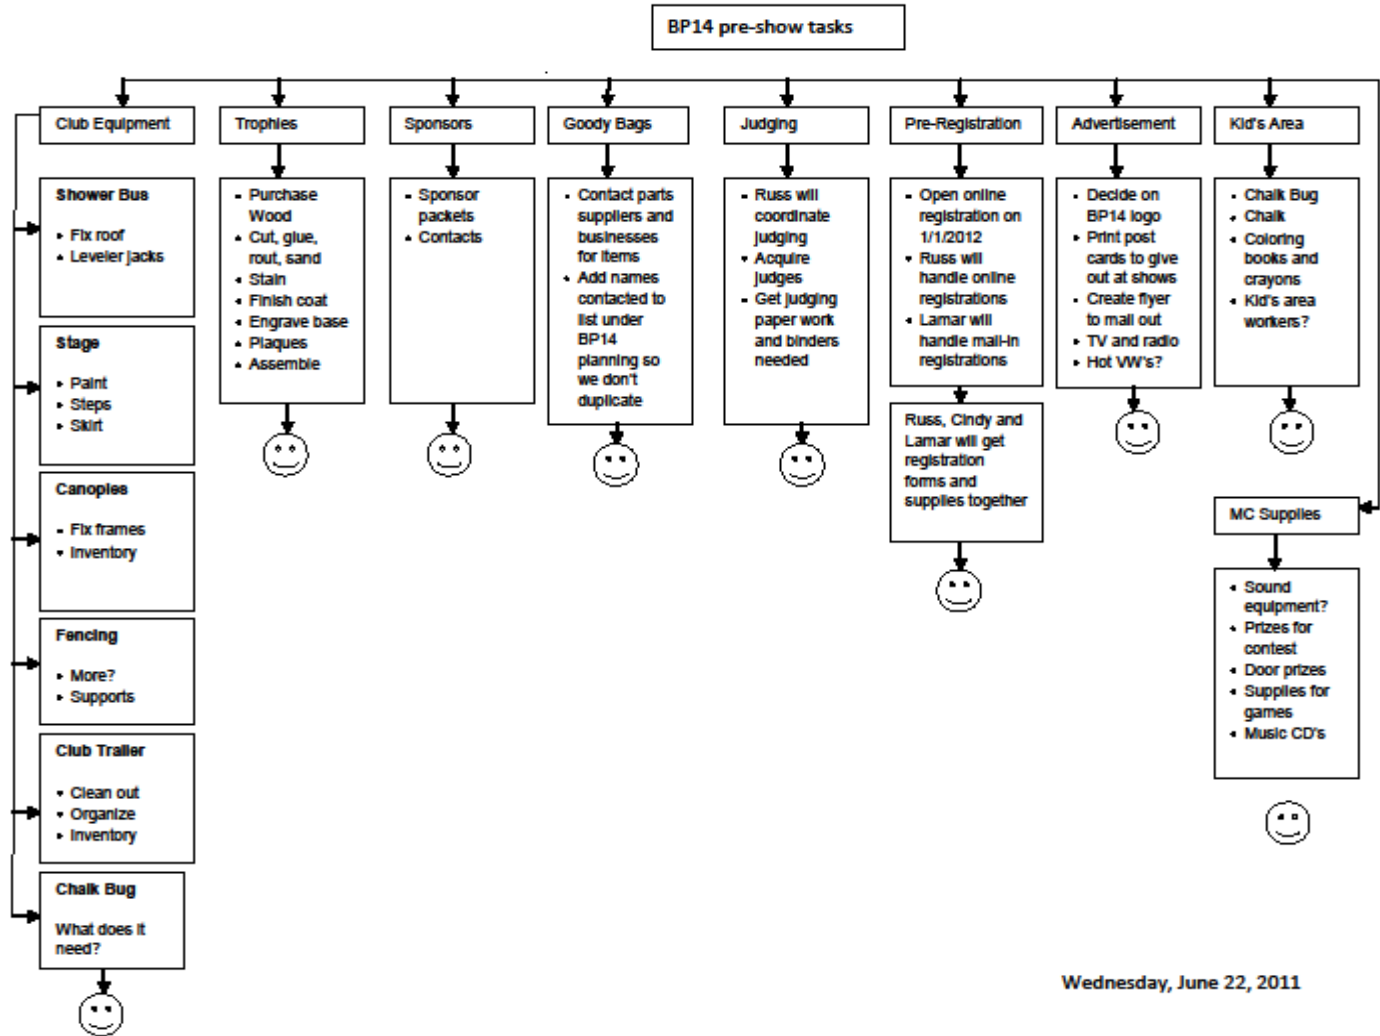 BP14 pre-show tasks
Club Equipment
Trophies
Sponsors
Goody Bags
Judging
Pre-Registration
Advertisement
Kid's Area
Shower Bus
Fix roof
Leveler jacks
Stage
Paint
Steps
Skirt
Canopies
Fix frames
Inventory
Fencing
More?
Supports
Club Trailer
Clean out
Organize
Inventory
Chalk Bug
What does it
need?
Purchase
Wood
Cut, glue,
rout, sand
Stain
Finish coat
Engrave base
Plaques
Assemble
Sponsor
packets
Contacts
Contact parts
suppliers and
businesses
for items
Add names
contacted to
list under
BP14
planning so
we don't
duplicate
Russ will
coordinate
judging
Acquire
judges
Get judging
paper work
and binders
needed
Open online
registration on
1/1/2012
Russ will
handle online
registrations
Lamar will
handle mail-in
registrations
Russ, Cindy and
Lamar will get
registration
forms and
supplies together
Decide on
BP14 logo
Print post
cards to give
out at shows
Create flyer
to mail out
TV and radio
Hot VW's?
Chalk Bug
Chalk
Coloring
books and
crayons
Kid's area
workers?
MC Supplies
Sound
equipment?
Prizes for
contest
Door prizes
Supplies for
games
Music CD's
Wednesday, June 22, 2011